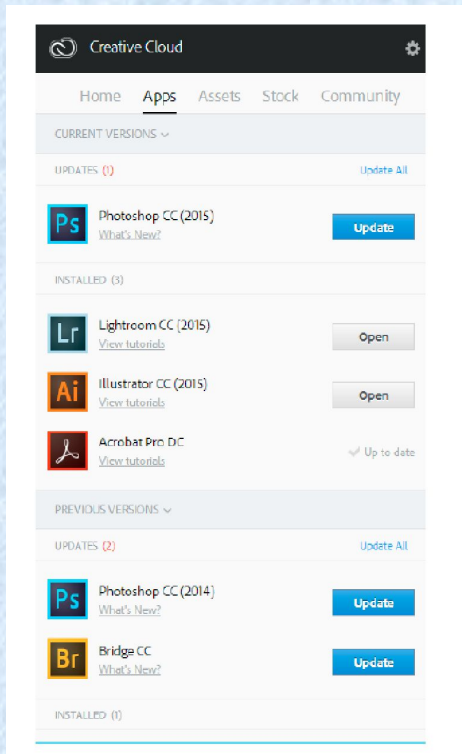 Creative Cloud
Home Apps Assets Stock Community
CURRENT VERSIONS
UPDATES (1) Update All
Ps Photoshop CC (2015) Update
What's New?
INSTALLED (3)
Lr Lightroom CC (2015) Open
View tutorials
Ai Illustrator CC (2015) Open
View tutorials
Acrobat Pro DC Up to date
View tutorials
PREVIOUS VERSIONS
UPDATES (2) Update All
Ps Photoshop CC (2014) Update
What's New?
Br Bridge CC Update
What's New?
INSTALLED (1)